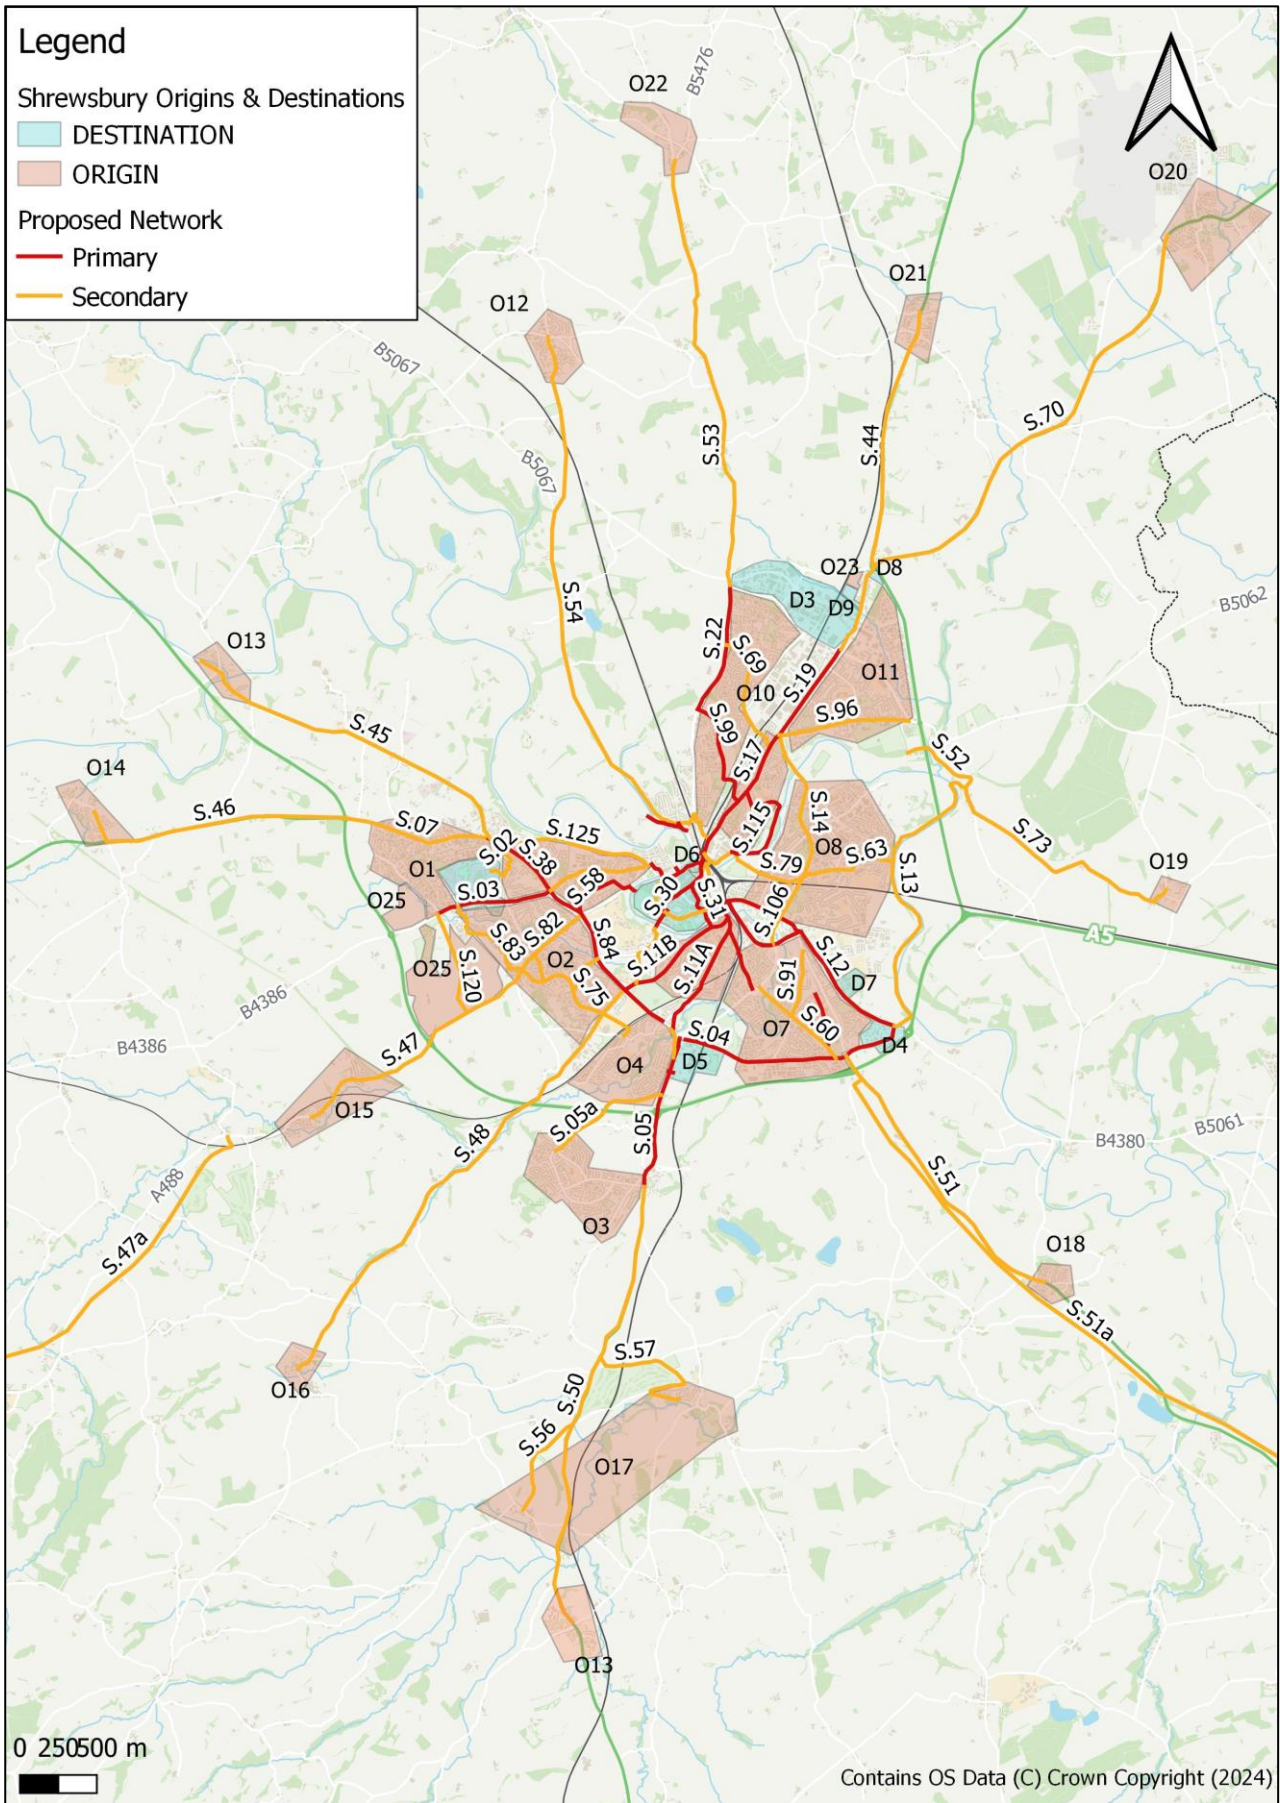 Legend
Shrewsbury Origins & Destinations
DESTINATION
ORIGIN
Proposed Network
Primary
Secondary
O22
B5476
O20
O21
O12
B5067
S.70
S.53
S.44
B5067
O23
D8
D3
D9
B5062
S.54
S.22
S.69
O13
O11
S.19
O10
S.96
S.99
S.45
S.52
S.17
O14
S.46
S.07
S.125
S.115
S.14
S.73
S.02
S.38
D6
O8
S.63
S.79
O1
S.13
O19
S.03
S.58
S.30
S.31
O25
S.106
A5
S.82
S.83
S.84
S.11B
S.11A
S.12
O2
O25
S.120
S.75
S.91
D7
B4386
O7
S.60
S.04
D4
B4386
S.47
O4
D5
O15
S.05a
S.05
B5061
B4380
S.48
A488
S.51
O3
S.47a
O18
S.51a
S.57
O16
S.50
S.56
O17
O13
0 250500 m
Contains OS Data (C) Crown Copyright (2024)